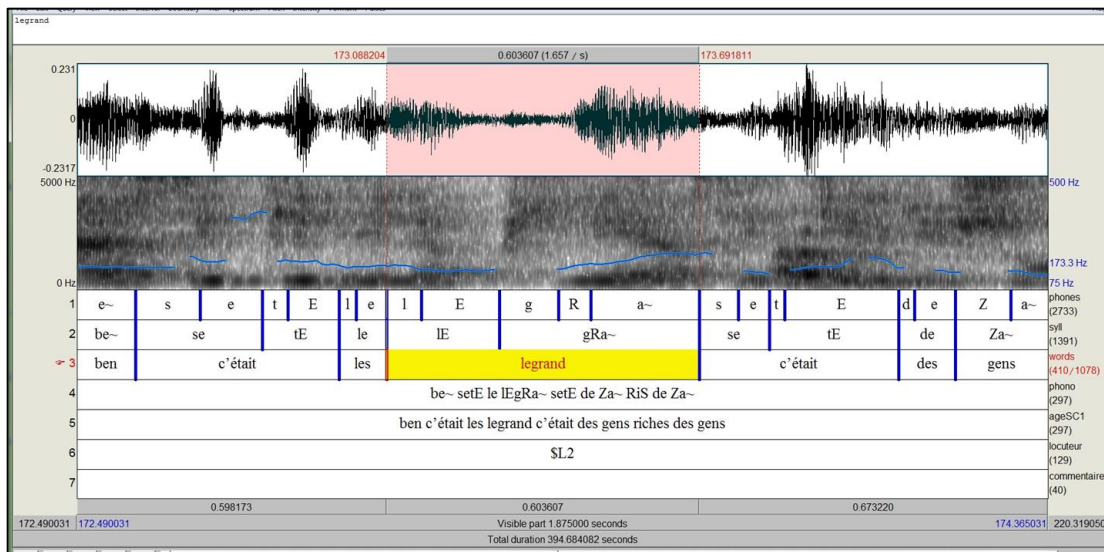 legrand
173.088204 0.603607 (1.657 / s) 173.691811
0.231
0
-0.2317
5000 Hz 500 Hz
173.3 Hz
0 Hz 75 Hz
1 e~ s e t E l e l E g R a~ s e t E d e Z a~ phones (2733)
2 be~ se tE le lE gRa~ se tE de Za~ syll (1391)
3 ben c'était les legrand c'était des gens words (410/1078)
4 be~ setE le lEgRa~ setE de Za~ RiS de Za~ phono (297)
5 ben c'était les legrand c'était des gens riches des gens ageSC1 (297)
6 $L2 locuteur (129)
7 commentaire (40)
0.598173 0.603607 0.673220
172.490031 172.490031 Visible part 1.875000 seconds 174.365031 220.319050
Total duration 394.684082 seconds